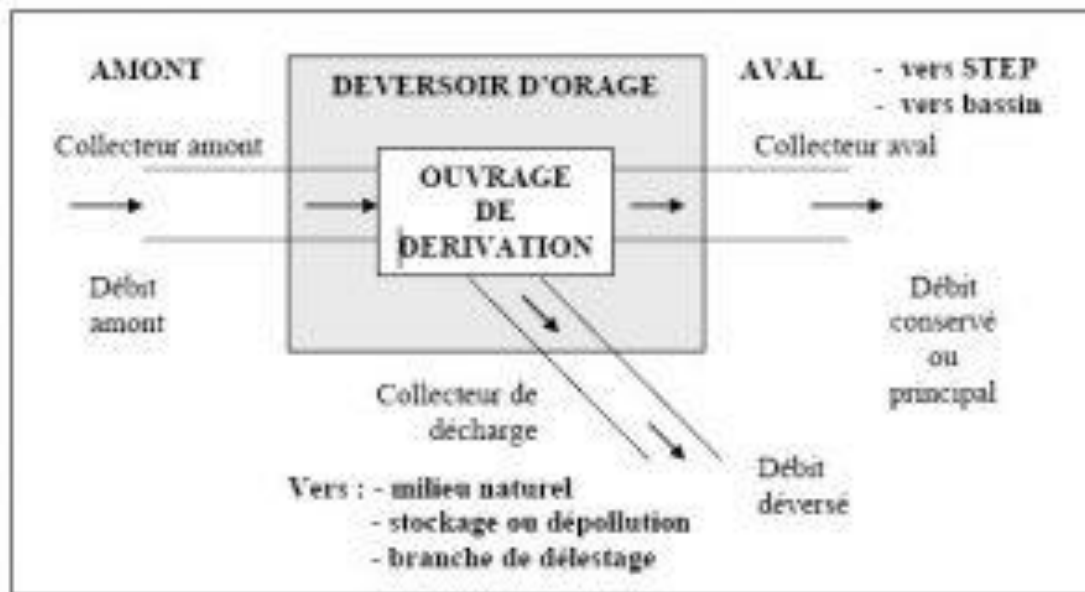 AMONT
DEVERSOIR D'ORAGE
AVAL - vers STEP
- vers bassin
Collecteur amont
Collecteur aval
OUVRAGE
DE
DERIVATION
Débit
amont
Débit
conservé
ou
principal
Collecteur de
décharge
Débit
déversé
Vers : - milieu naturel
- stockage ou dépollution
- branche de délestage